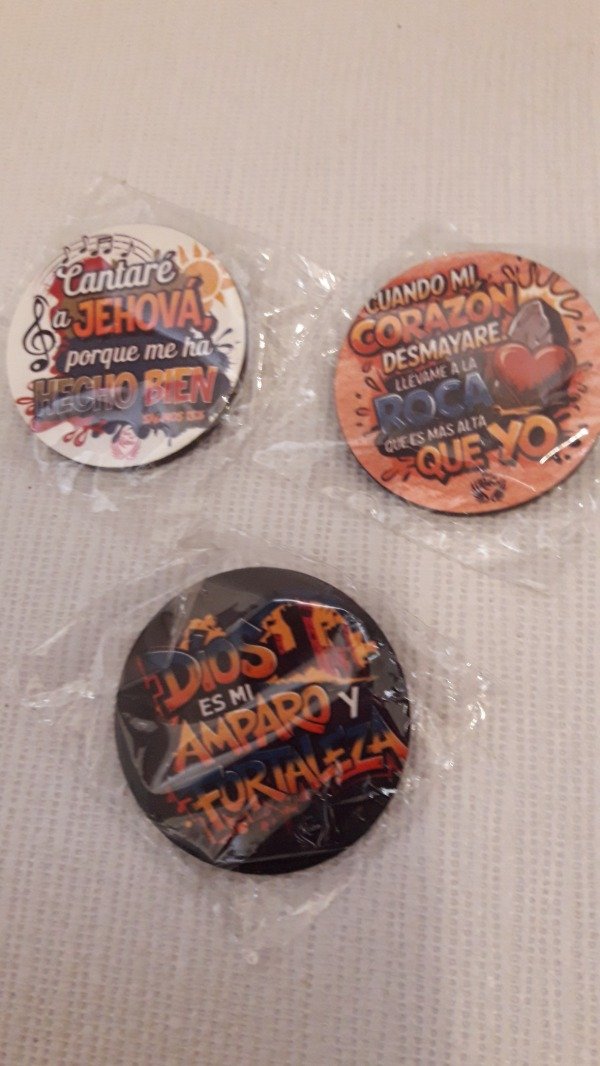 Cantaré
a JEHOVÁ,
porque me ha
HECHO BIEN
CUANDO MI
CORAZÓN
DESMAYARE.
LLÉVAME A LA
ROCA
QUE ES MAS ALTA
QUE YO
DIOS
ES MI
AMPARO Y
FORTALEZA